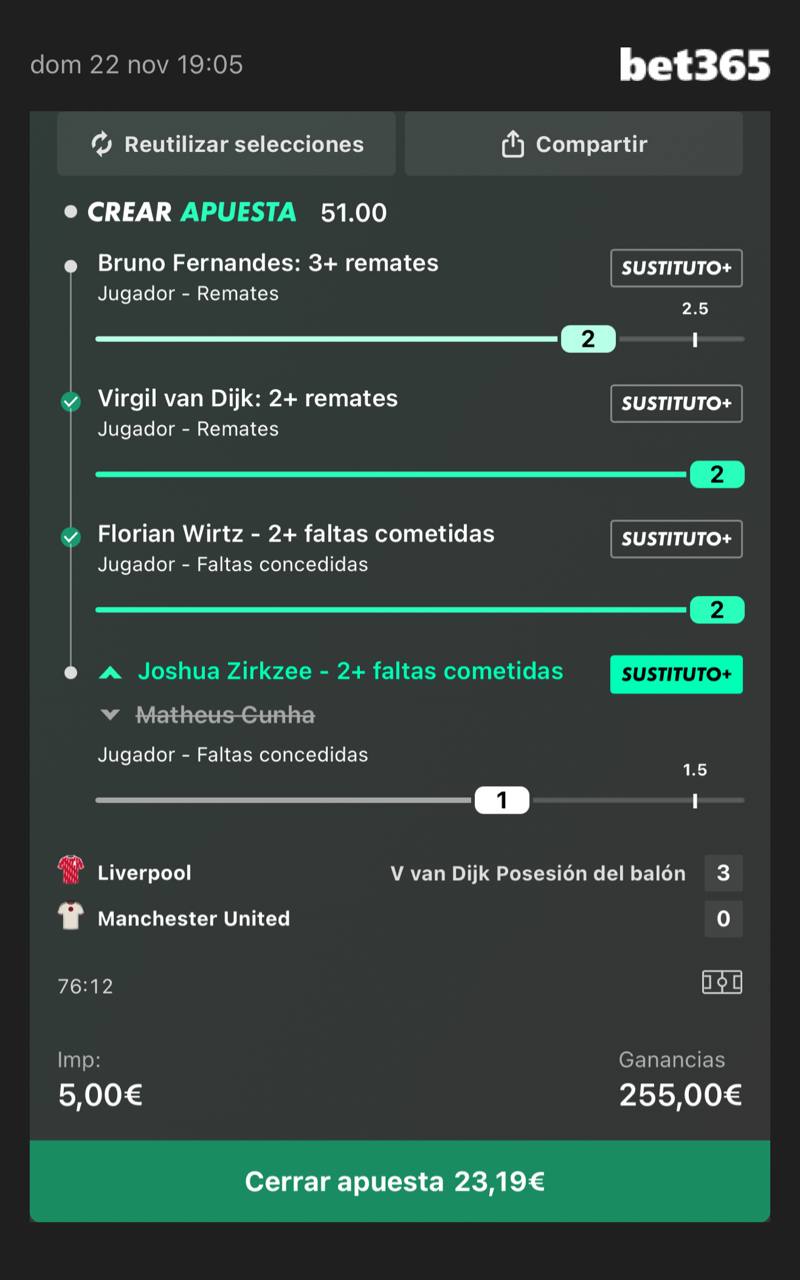 dom 22 nov 19:05
bet365
Reutilizar selecciones
Compartir
CREAR APUESTA 51.00
Bruno Fernandes: 3+ remates
SUSTITUTO+
Jugador - Remates
2.5
2
Virgil van Dijk: 2+ remates
SUSTITUTO+
Jugador - Remates
2
Florian Wirtz - 2+ faltas cometidas
SUSTITUTO+
Jugador - Faltas concedidas
2
Joshua Zirkzee - 2+ faltas cometidas
SUSTITUTO+
Matheus Cunha
Jugador - Faltas concedidas
1.5
1
Liverpool
V van Dijk Posesión del balón
3
Manchester United
0
76:12
Imp:
Ganancias
5,00€
255,00€
Cerrar apuesta 23,19€